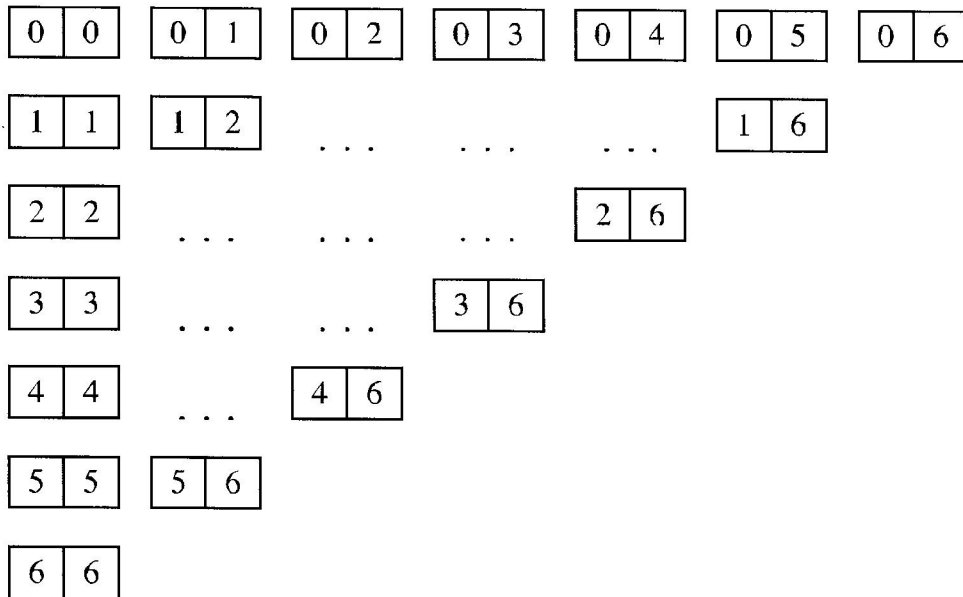 0 0 0 1 0 2 0 3 0 4 0 5 0 6
1 1 1 2 ... ... ... 1 6
2 2 ... ... ... 2 6
3 3 ... ... 3 6
4 4 ... 4 6
5 5 5 6
6 6